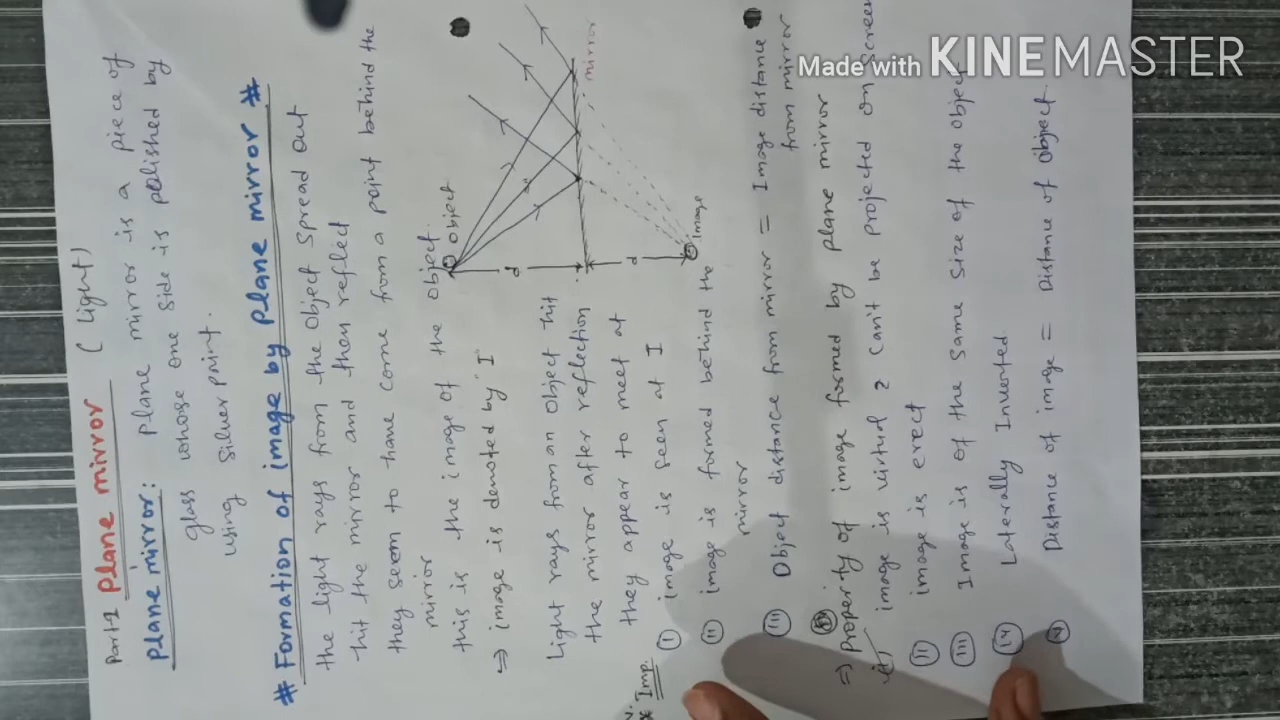 Part-1 Plane mirror ( Light)
Plane mirror: plane mirror is a piece of
glass whose one side is polished by
using Silver paint.
# Formation of image by plane mirror #
the light rays from the Object Spread Out
hit the mirror and then reflect
they seem to have come from a point behind the
mirror
this is the image of the Object.
⇒ image is denoted by "I"
Light rays from an Object hit
the mirror after reflection
they appear to meet at
Imp. (I) image is seen at I
(II) image is formed behind the
mirror
(III) Object distance from mirror = Image distance
from mirror
⇒ Property of image formed by plane mirror
(i) image is virtul 2 can't be projected on Screen
(II) image is erect
(III) Image is of the Same Size of the Object
(IV) Laterally Inverted
(V) Distance of image = Distance of Object.
Object
d
mirror
d
image
Made with KINEMASTER